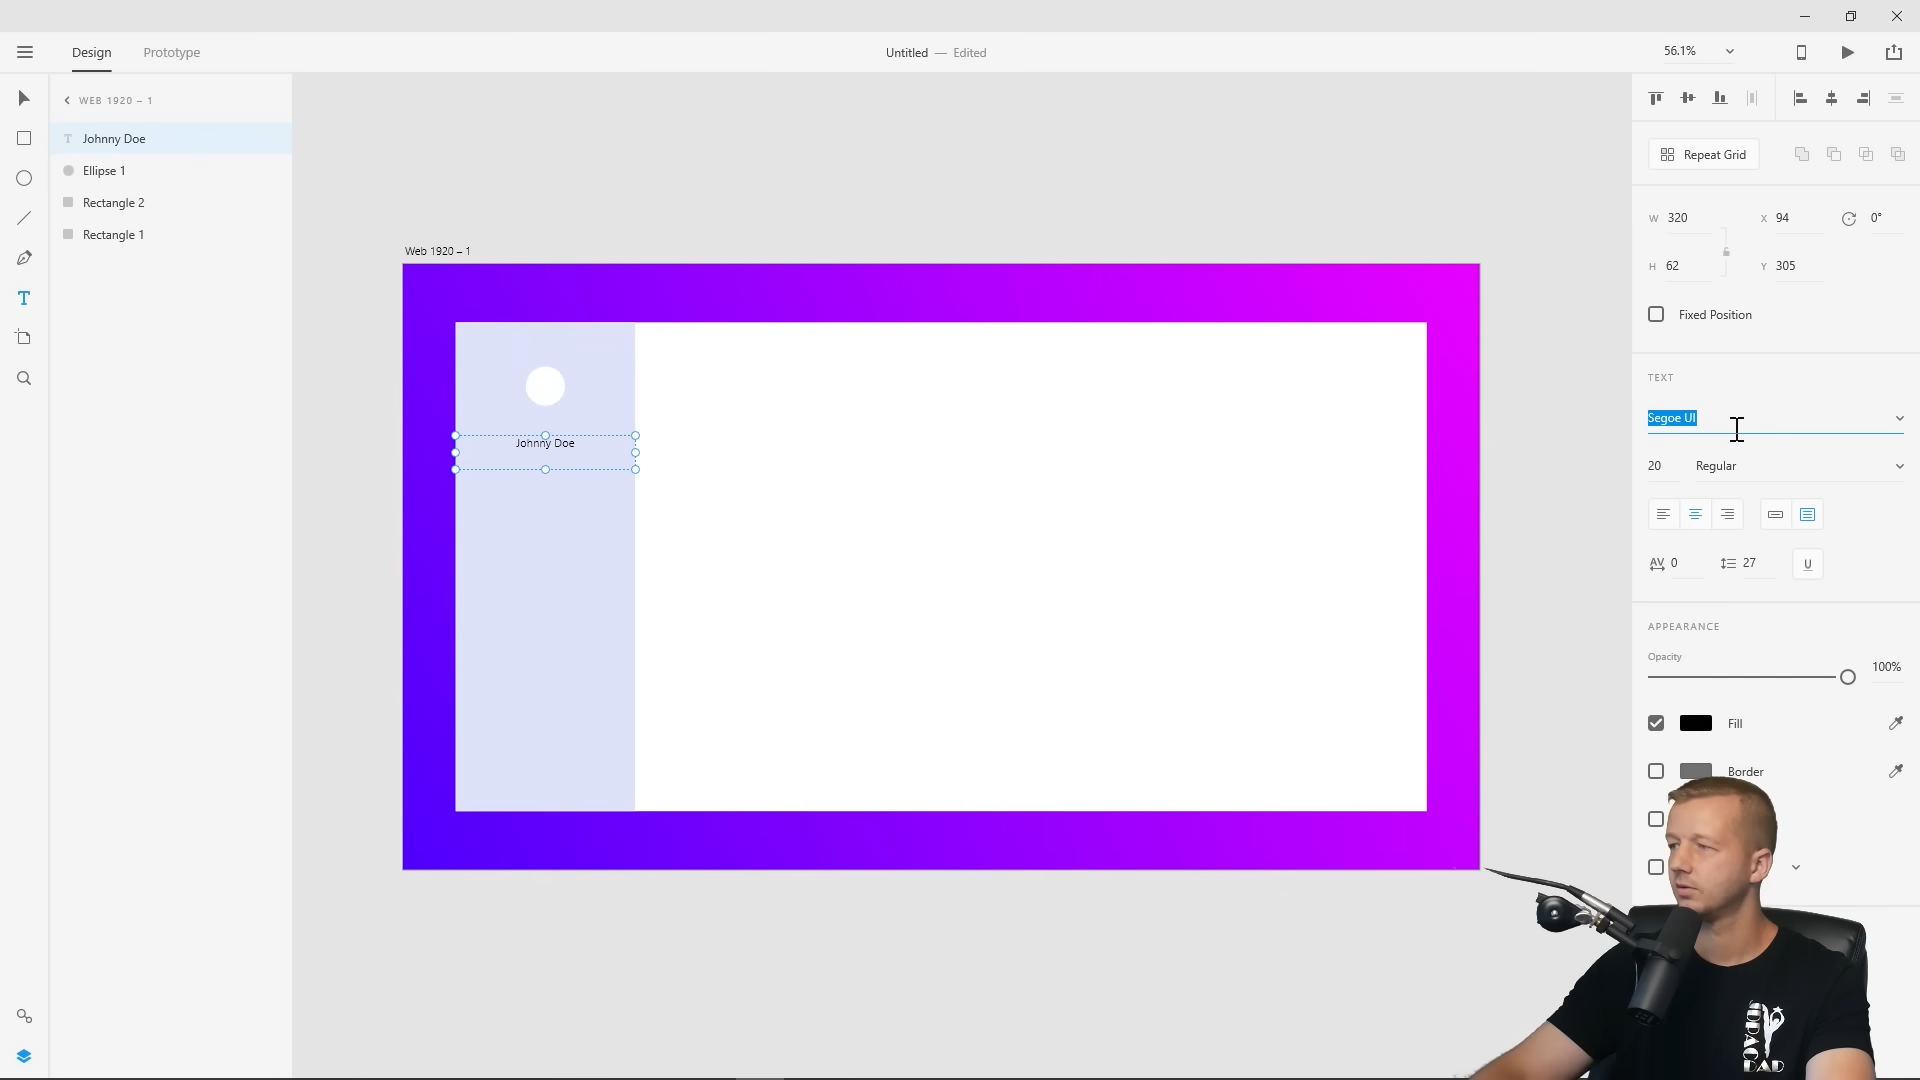 Design
Prototype
Untitled — Edited
56.1%
WEB 1920 – 1
Johnny Doe
Ellipse 1
Rectangle 2
Rectangle 1
Web 1920 – 1
Johnny Doe
Repeat Grid
W 320
X 94
0°
H 62
Y 305
Fixed Position
TEXT
Segoe UI
20
Regular
AV 0
27
U
APPEARANCE
Opacity
100%
Fill
Border
DAD